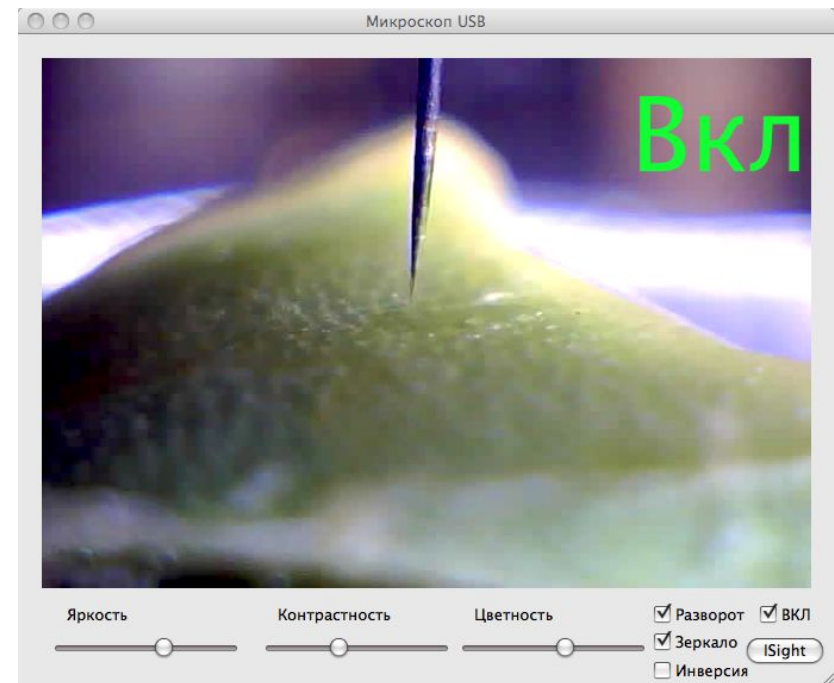 Микроскоп USB
Вкл
Яркость Контрастность Цветность
Разворот ВКЛ
Зеркало ISight
Инверсия